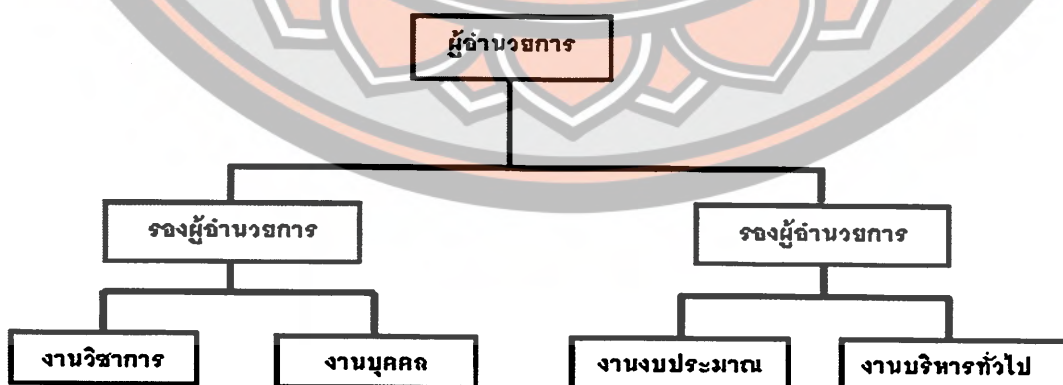 ผู้อำนวยการ
รองผู้อำนวยการ
รองผู้อำนวยการ
งานวิชาการ
งานบุคคล
งานงบประมาณ
งานบริหารทั่วไป